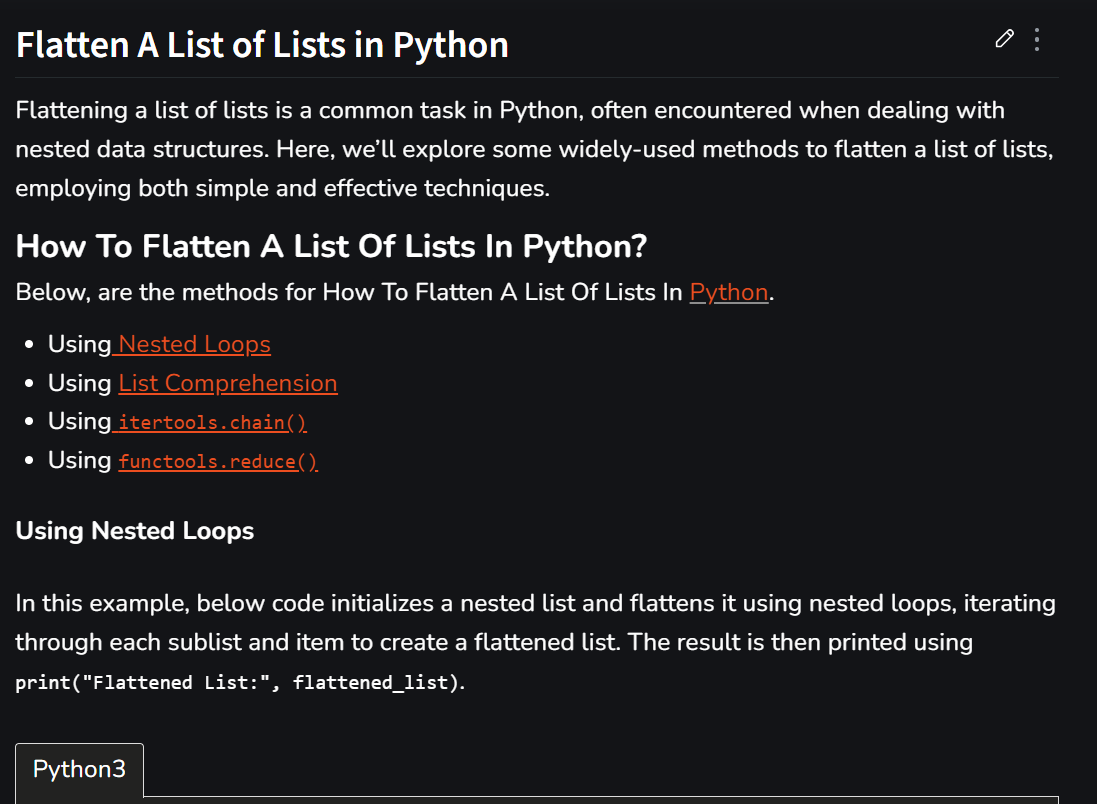 Flatten A List of Lists in Python
Flattening a list of lists is a common task in Python, often encountered when dealing with
nested data structures. Here, we’ll explore some widely-used methods to flatten a list of lists,
employing both simple and effective techniques.
How To Flatten A List Of Lists In Python?
Below, are the methods for How To Flatten A List Of Lists In Python.
• Using Nested Loops
• Using List Comprehension
• Using itertools.chain()
• Using functools.reduce()
Using Nested Loops
In this example, below code initializes a nested list and flattens it using nested loops, iterating
through each sublist and item to create a flattened list. The result is then printed using
print("Flattened List:", flattened_list).
Python3